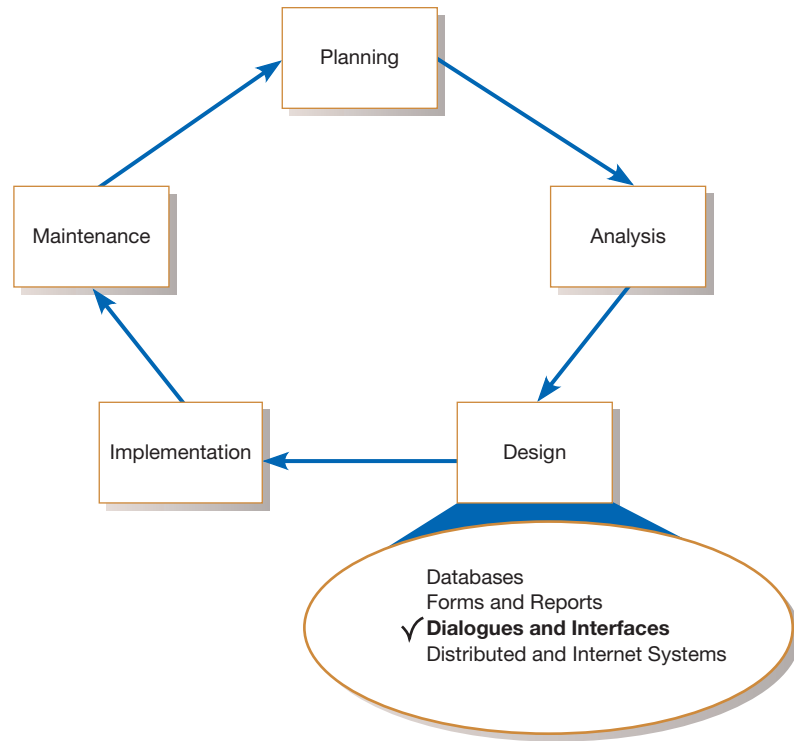 Planning
Maintenance
Analysis
Implementation
Design
Databases
Forms and Reports
✓Dialogues and Interfaces
Distributed and Internet Systems